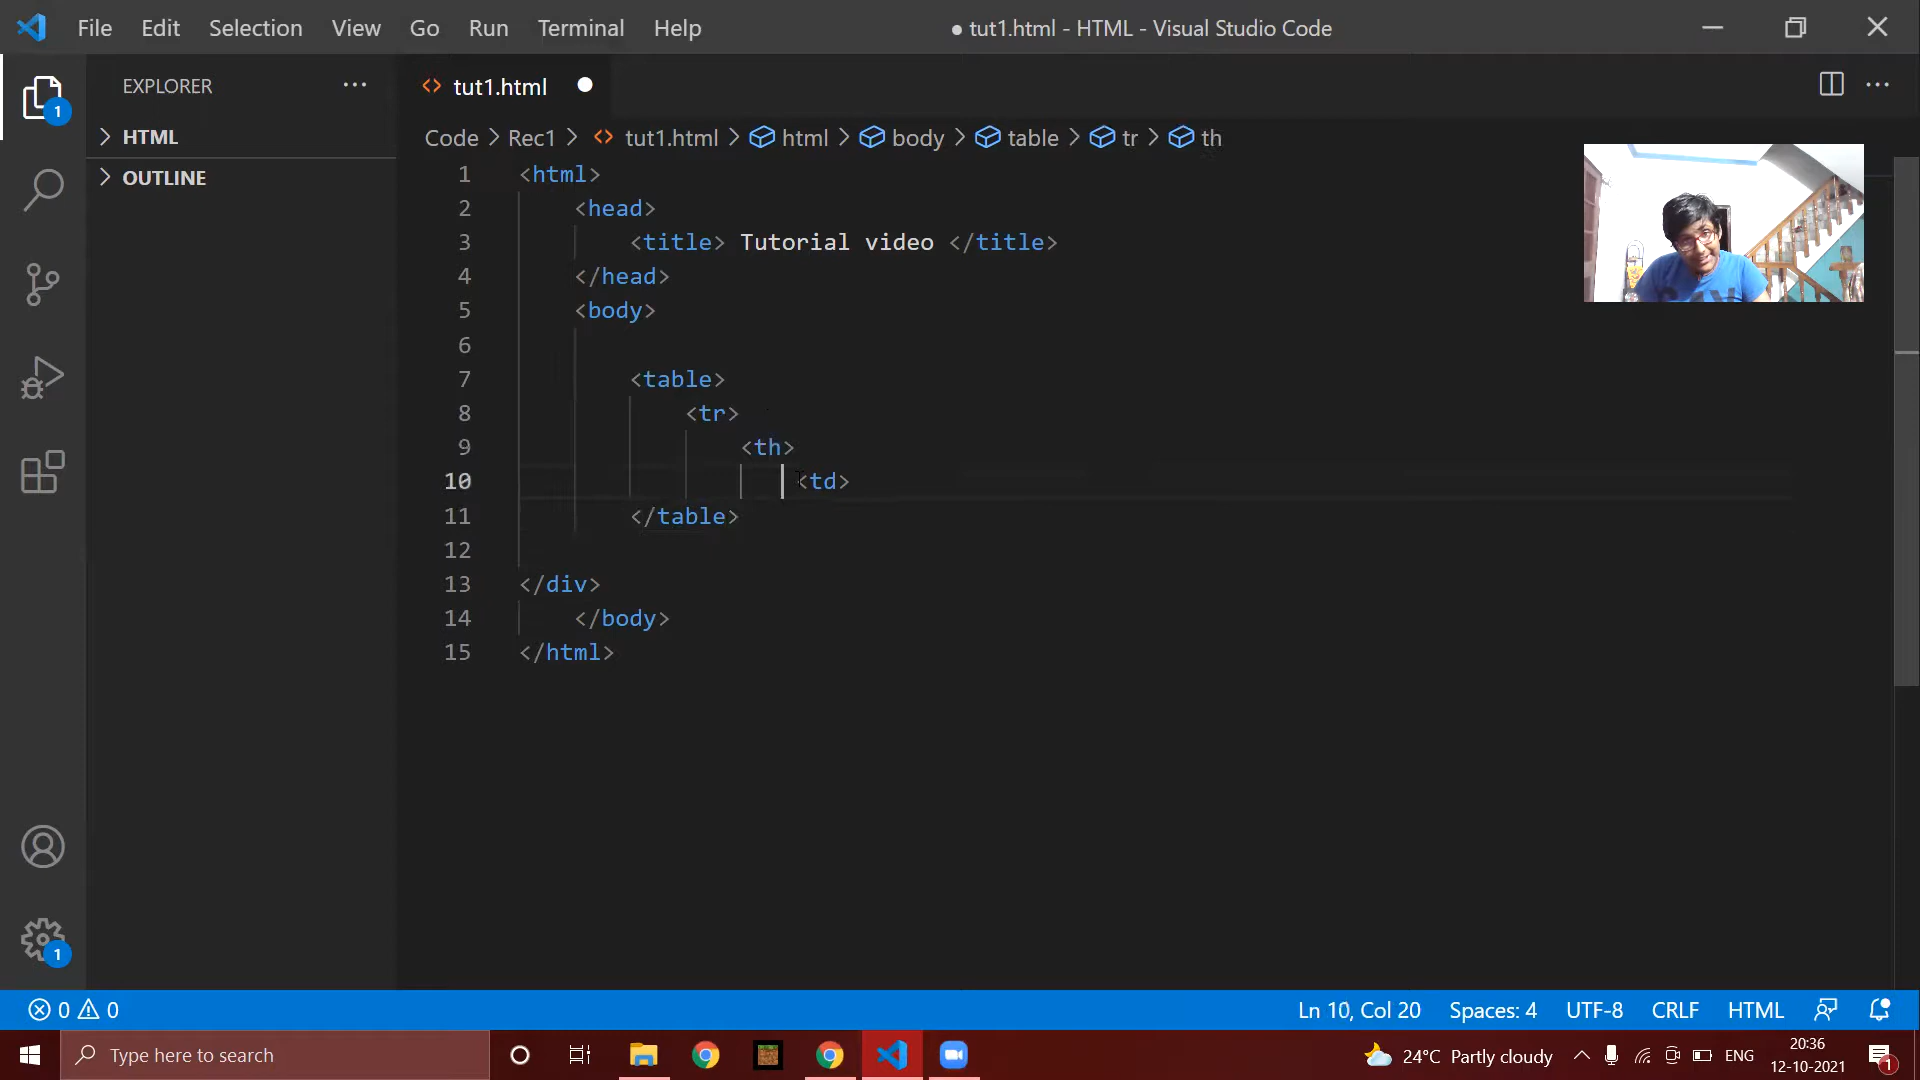 File Edit Selection View Go Run Terminal Help
● tut1.html - HTML - Visual Studio Code
EXPLORER ···
tut1.html
HTML
OUTLINE
Code > Rec1 > tut1.html > html > body > table > tr > th
1 <html>
2 <head>
3 <title> Tutorial video </title>
4 </head>
5 <body>
6
7 <table>
8 <tr>
9 <th>
10 <td>
11 </table>
12
13 </div>
14 </body>
15 </html>
1
1
0 0
Ln 10, Col 20 Spaces: 4 UTF-8 CRLF HTML
Type here to search
24°C Partly cloudy
ENG
20:36
12-10-2021
1